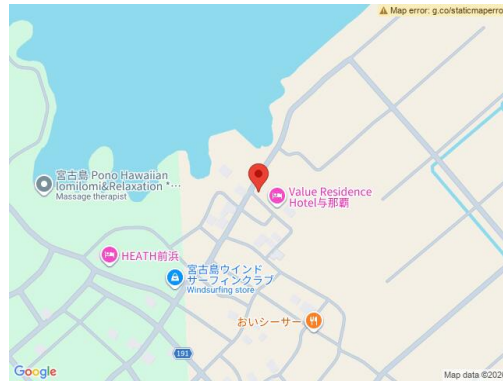 Map error: g.co/staticmaperro
宮古島 Pono Hawaiian
lomilomi&Relaxation "…
Massage therapist
Value Residence
Hotel与那覇
HEATH前浜
宮古島ウインド
サーフィンクラブ
Windsurfing store
おいシーサー
191
Google
Map data ©202